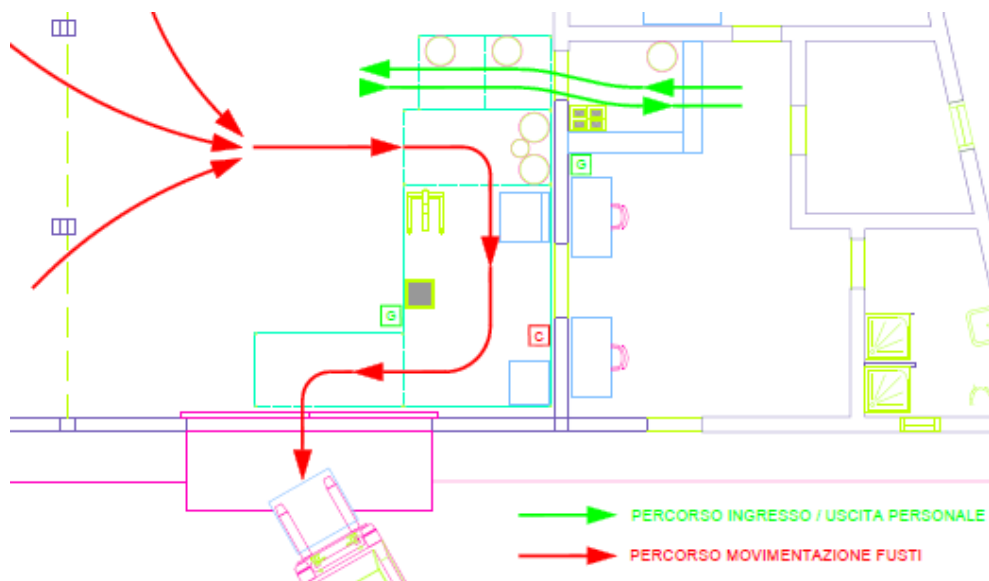 G
G
C
PERCORSO INGRESSO / USCITA PERSONALE
PERCORSO MOVIMENTAZIONE FUSTI